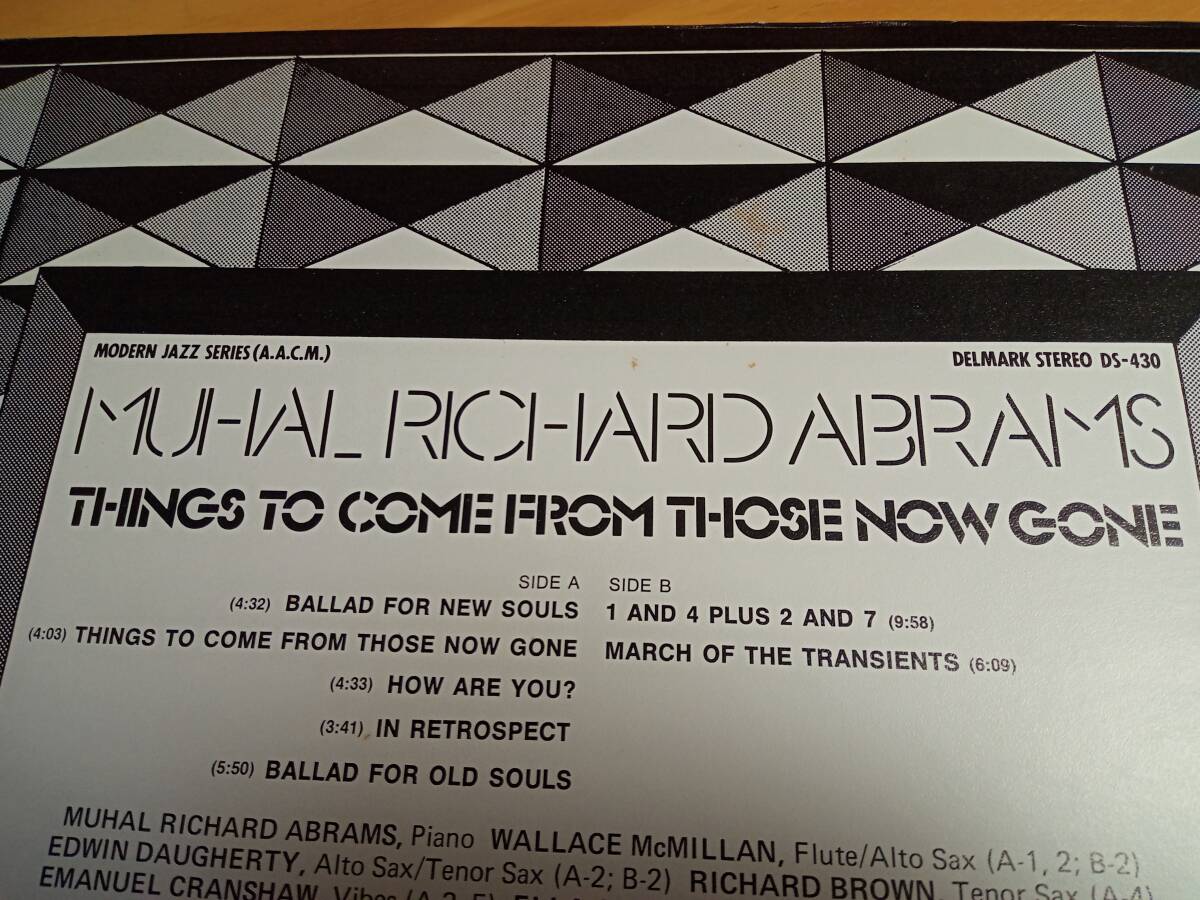 MODERN JAZZ SERIES (A.A.C.M.)
DELMARK STEREO DS-430
MUHAL RICHARD ABRAMS
THINGS TO COME FROM THOSE NOW GONE
SIDE A
(4:32) BALLAD FOR NEW SOULS
(4:03) THINGS TO COME FROM THOSE NOW GONE
(4:33) HOW ARE YOU?
(3:41) IN RETROSPECT
(5:50) BALLAD FOR OLD SOULS
SIDE B
1 AND 4 PLUS 2 AND 7 (9:58)
MARCH OF THE TRANSIENTS (6:09)
MUHAL RICHARD ABRAMS, Piano WALLACE McMILLAN, Flute/Alto Sax (A-1, 2; B-2)
EDWIN DAUGHERTY, Alto Sax/Tenor Sax (A-2; B-2) RICHARD BROWN, Tenor Sax (A-4)
EMANUEL CRANSHAW, Vibes